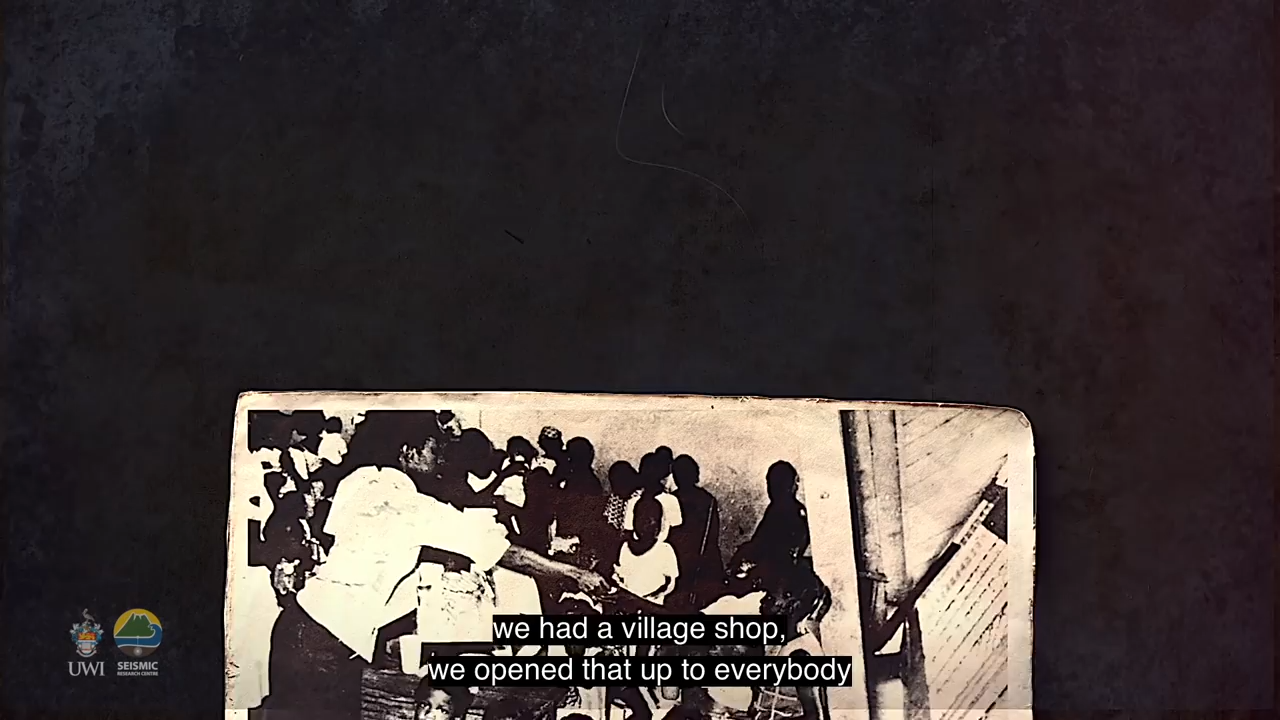 we had a village shop,
we opened that up to everybody
UWI
SEISMIC
RESEARCH CENTRE